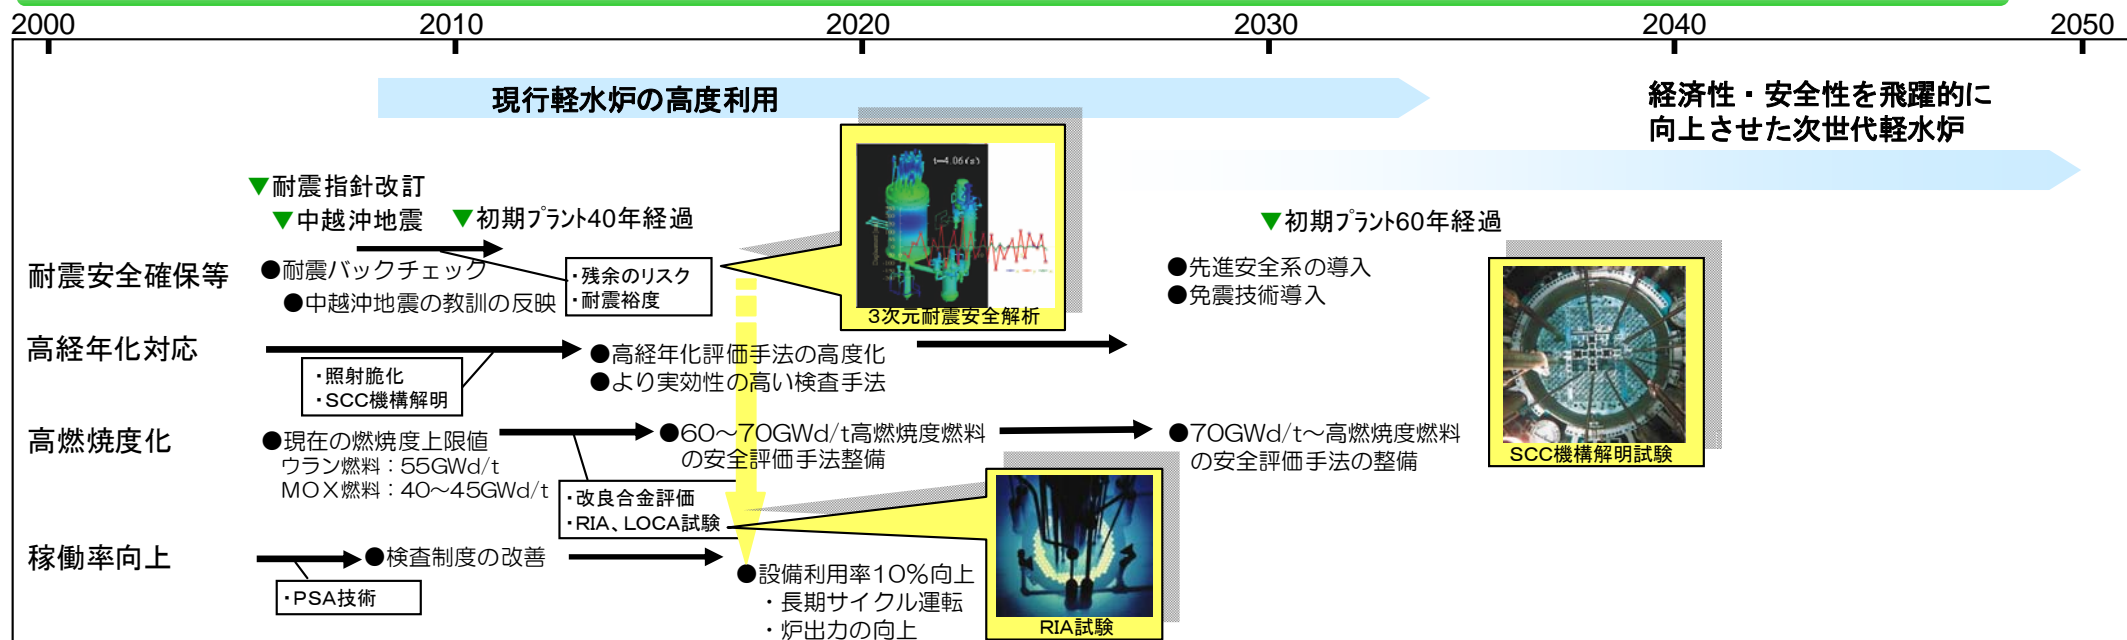 2000 2010 2020 2030 2040 2050
現行軽水炉の高度利用
経済性・安全性を飛躍的に
向上させた次世代軽水炉
▼耐震指針改訂
▼中越沖地震
▼初期プラント40年経過
▼初期プラント60年経過
耐震安全確保等
●耐震バックチェック
●中越沖地震の教訓の反映
・残余のリスク
・耐震裕度
t=4.06(s)
3次元耐震安全解析
●先進安全系の導入
●免震技術導入
高経年化対応
・照射脆化
・SCC機構解明
●高経年化評価手法の高度化
●より実効性の高い検査手法
SCC機構解明試験
高燃焼度化
●現在の燃焼度上限値
ウラン燃料：55GWd/t
MOX燃料：40～45GWd/t
・改良合金評価
・RIA、LOCA試験
●60～70GWd/t高燃焼度燃料
の安全評価手法整備
●70GWd/t～高燃焼度燃料
の安全評価手法の整備
RIA試験
稼働率向上
・PSA技術
●検査制度の改善
●設備利用率10%向上
・長期サイクル運転
・炉出力の向上